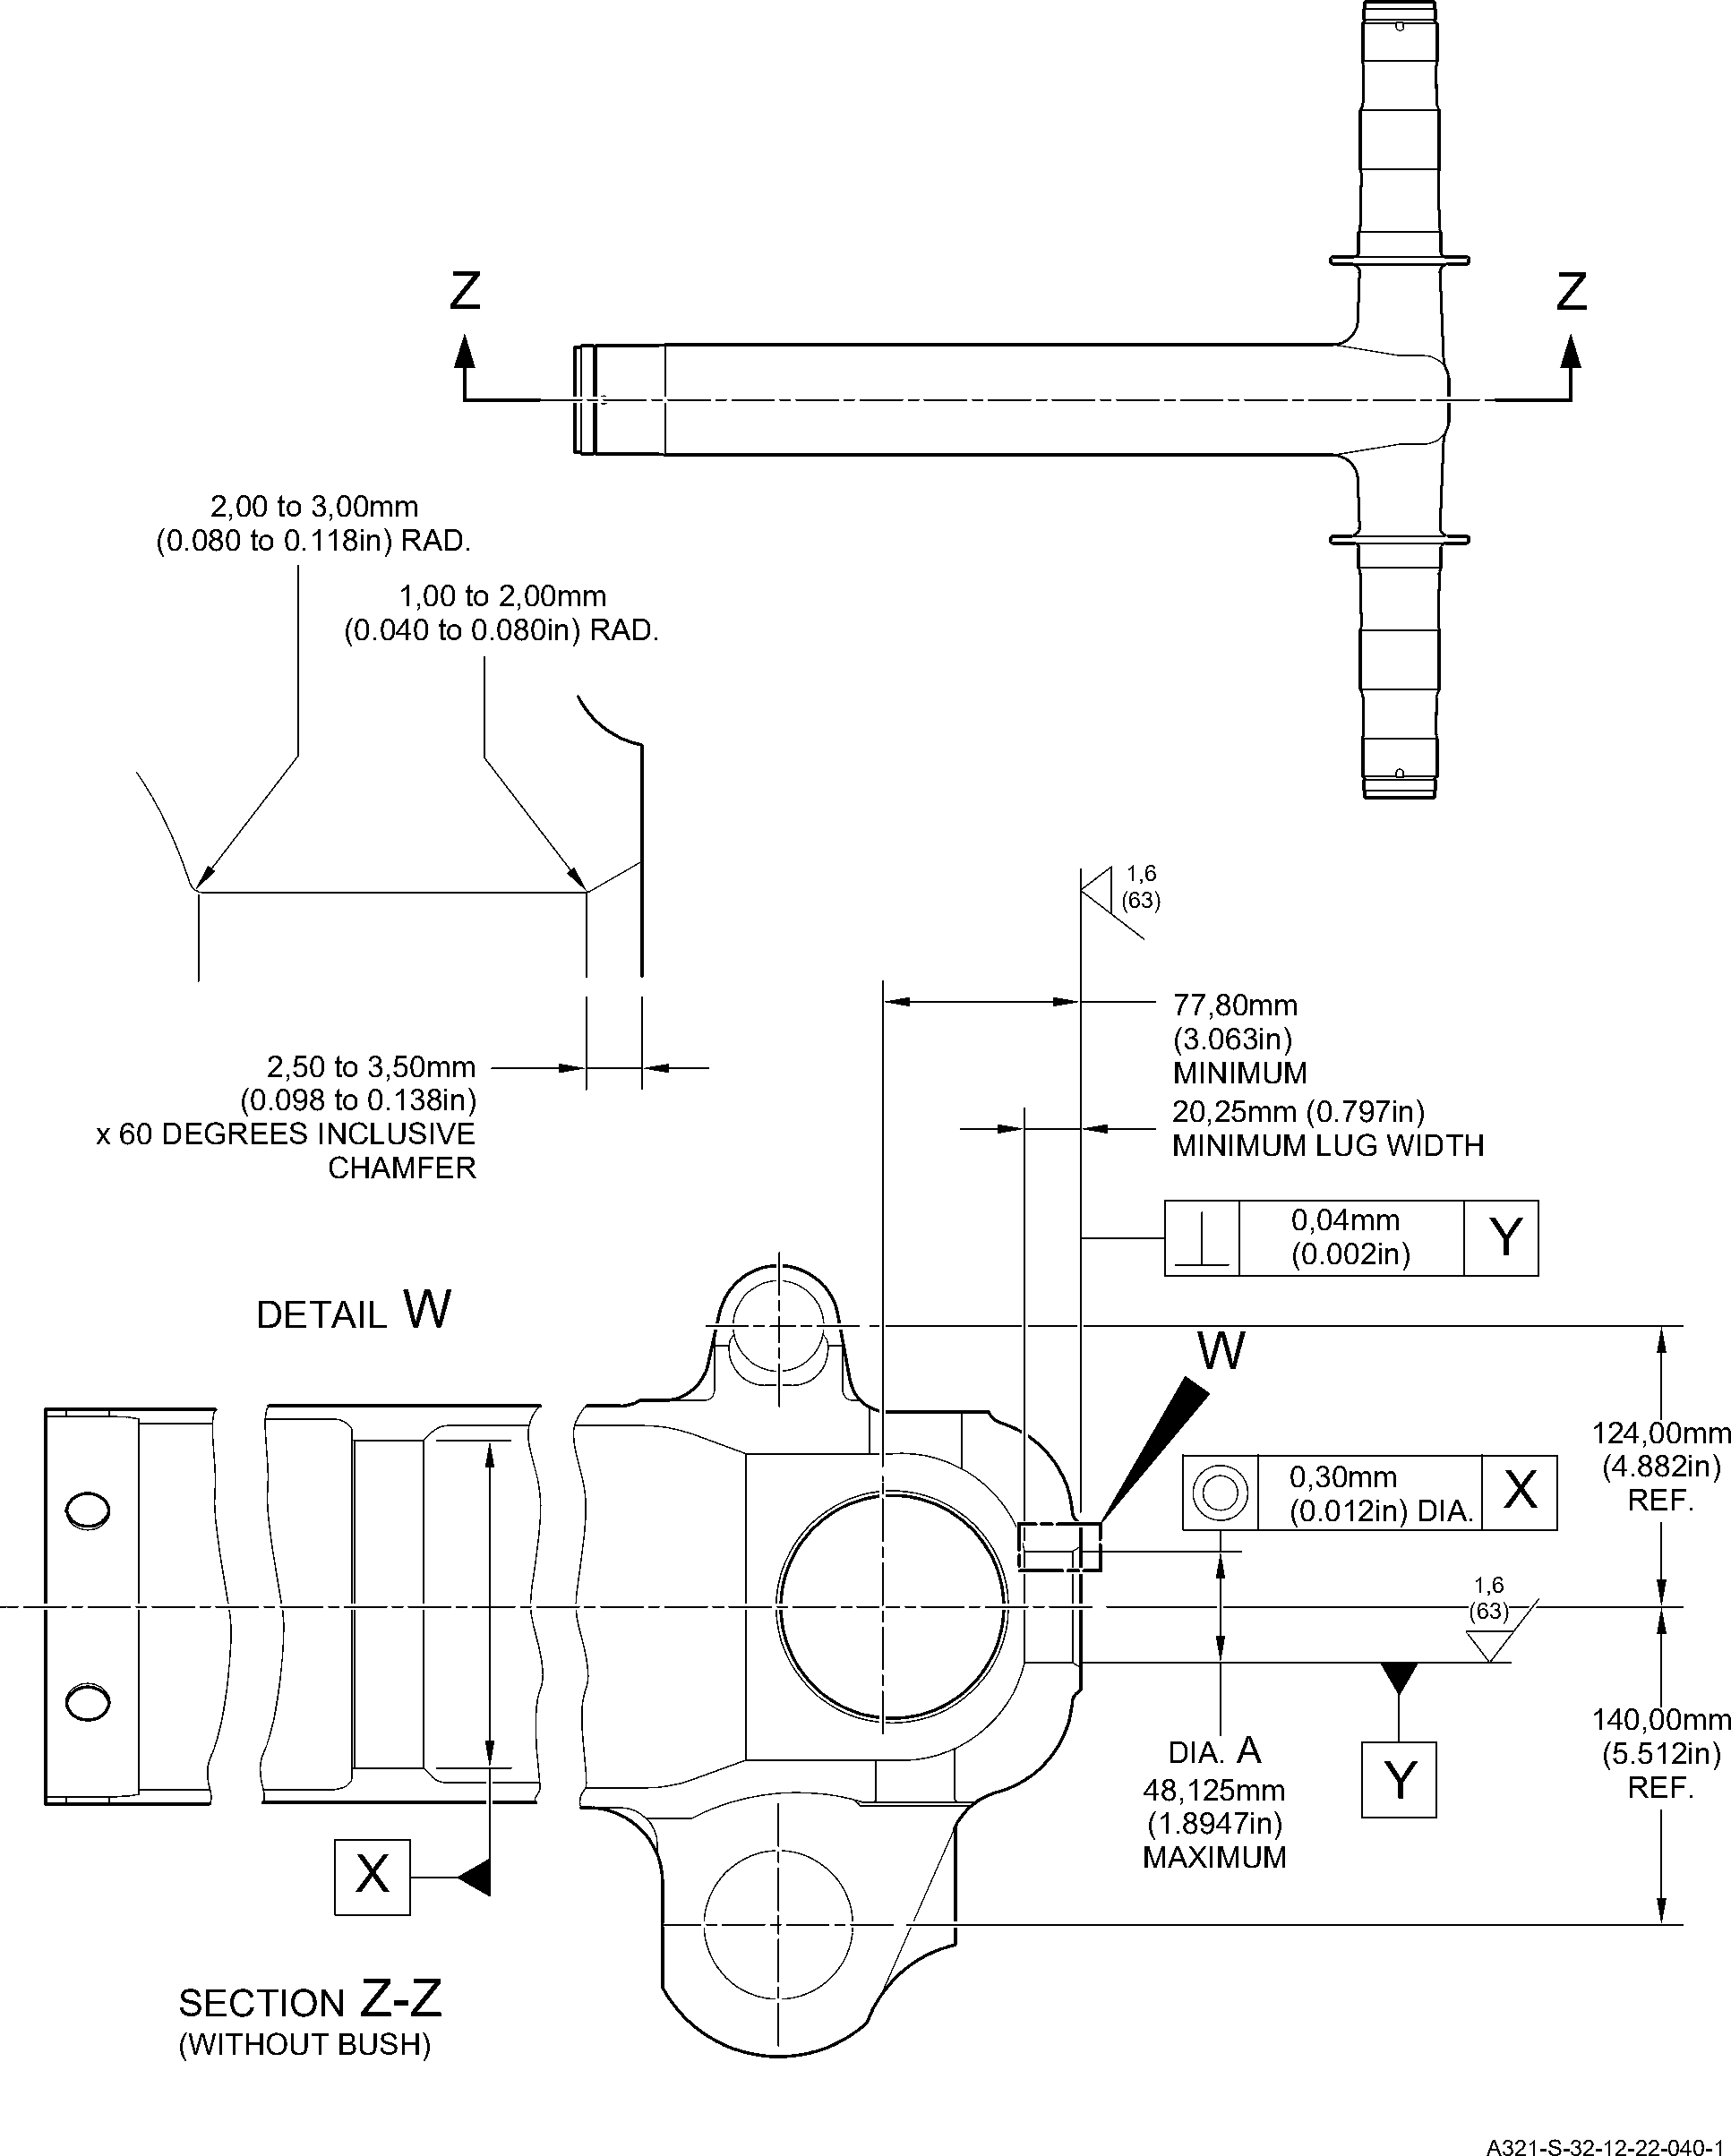 Z
Z
2,00 to 3,00mm
(0.080 to 0.118in) RAD.
1,00 to 2,00mm
(0.040 to 0.080in) RAD.
1,6
(63)
77,80mm
(3.063in)
MINIMUM
2,50 to 3,50mm
(0.098 to 0.138in)
x 60 DEGREES INCLUSIVE
CHAMFER
20,25mm (0.797in)
MINIMUM LUG WIDTH
0,04mm
(0.002in)
Y
DETAIL W
W
124,00mm
(4.882in)
REF.
0,30mm
(0.012in) DIA.
X
1,6
(63)
140,00mm
(5.512in)
REF.
DIA. A
48,125mm
(1.8947in)
MAXIMUM
Y
X
SECTION Z-Z
(WITHOUT BUSH)
A321-S-32-12-22-040-1